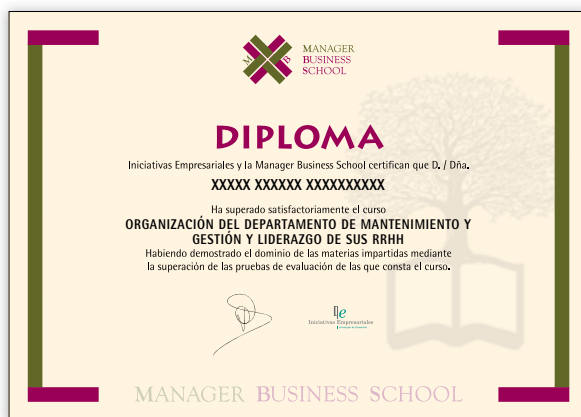 M B
MANAGER
BUSINESS
SCHOOL
DIPLOMA
Iniciativas Empresariales y la Manager Business School certifican que D. / Dña.
XXXXX XXXXXX XXXXXXXXXX
Ha superado satisfactoriamente el curso
ORGANIZACIÓN DEL DEPARTAMENTO DE MANTENIMIENTO Y
GESTIÓN Y LIDERAZGO DE SUS RRHH
Habiendo demostrado el dominio de las materias impartidas mediante
la superación de las pruebas de evaluación de las que consta el curso.
Ie
Iniciativas Empresariales
MANAGER BUSINESS SCHOOL